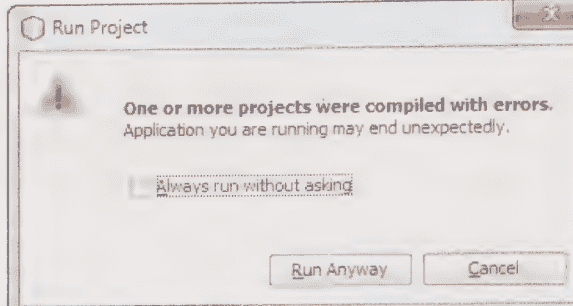 Run Project
One or more projects were compiled with errors.
Application you are running may end unexpectedly.
Always run without asking
Run Anyway
Cancel